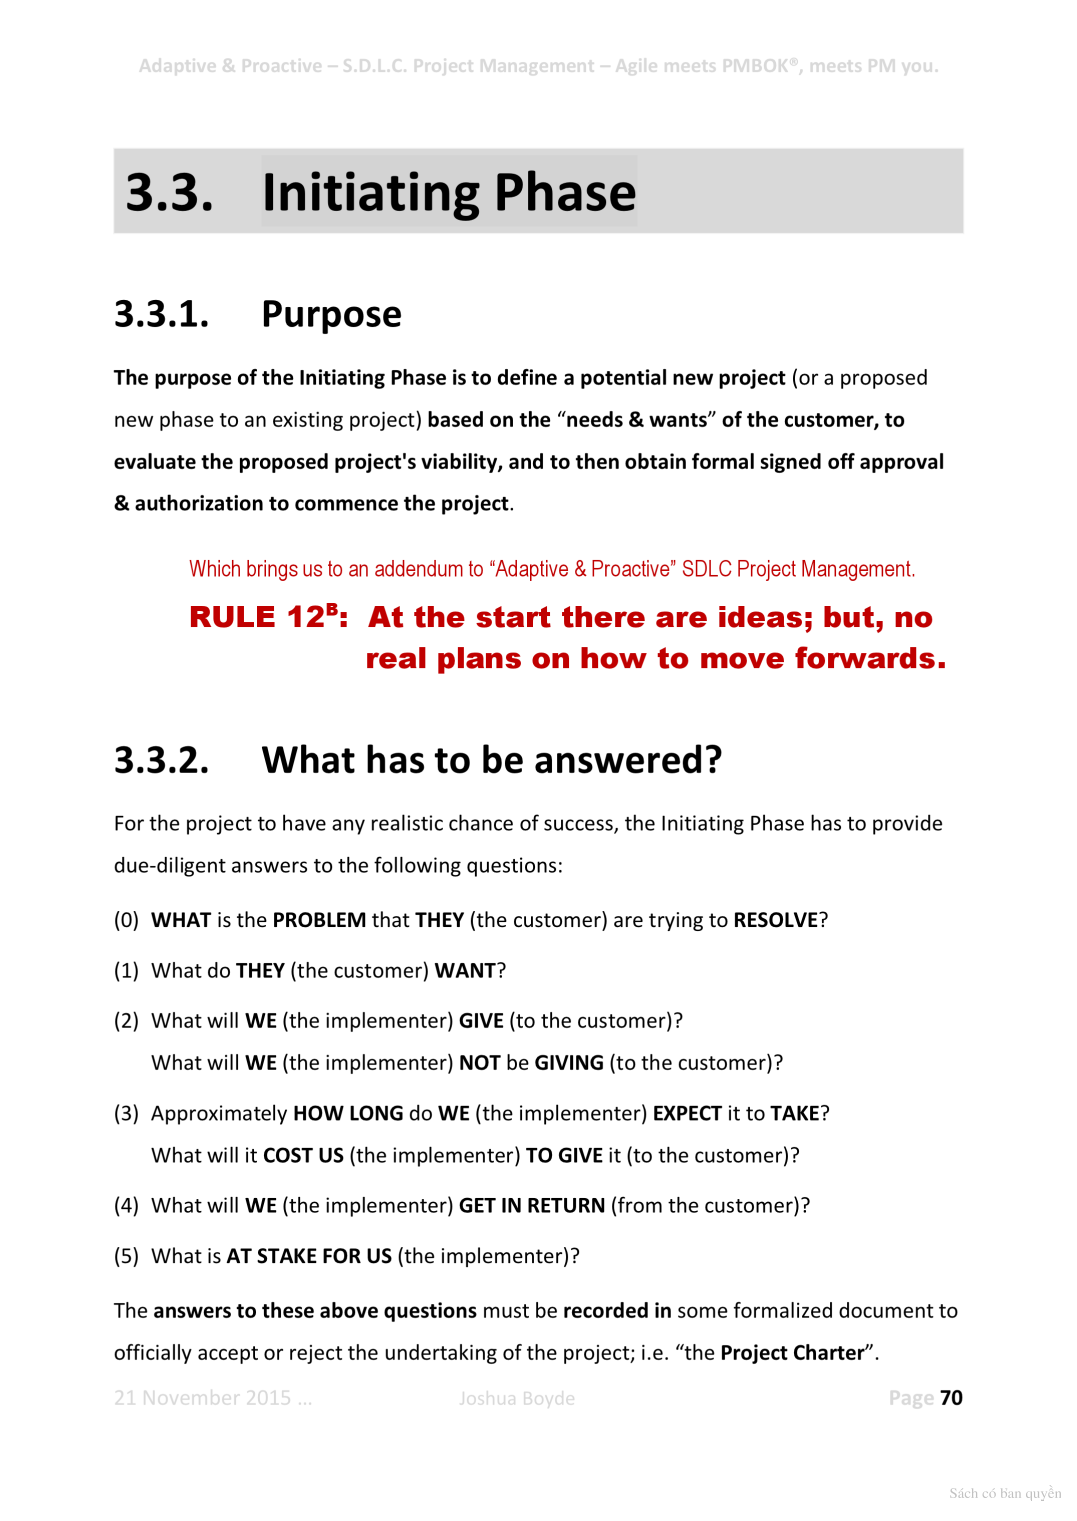 Adaptive & Proactive – S.D.L.C. Project Management – Agile meets PMBOK®, meets PM you.
3.3. Initiating Phase
3.3.1. Purpose
The purpose of the Initiating Phase is to define a potential new project (or a proposed
new phase to an existing project) based on the “needs & wants” of the customer, to
evaluate the proposed project's viability, and to then obtain formal signed off approval
& authorization to commence the project.
Which brings us to an addendum to “Adaptive & Proactive” SDLC Project Management.
RULE 12ᴮ: At the start there are ideas; but, no
real plans on how to move forwards.
3.3.2. What has to be answered?
For the project to have any realistic chance of success, the Initiating Phase has to provide
due-diligent answers to the following questions:
(0) WHAT is the PROBLEM that THEY (the customer) are trying to RESOLVE?
(1) What do THEY (the customer) WANT?
(2) What will WE (the implementer) GIVE (to the customer)?
What will WE (the implementer) NOT be GIVING (to the customer)?
(3) Approximately HOW LONG do WE (the implementer) EXPECT it to TAKE?
What will it COST US (the implementer) TO GIVE it (to the customer)?
(4) What will WE (the implementer) GET IN RETURN (from the customer)?
(5) What is AT STAKE FOR US (the implementer)?
The answers to these above questions must be recorded in some formalized document to
officially accept or reject the undertaking of the project; i.e. “the Project Charter”.
21 November 2015 ... Joshua Boyde Page 70
Sách có bản quyền